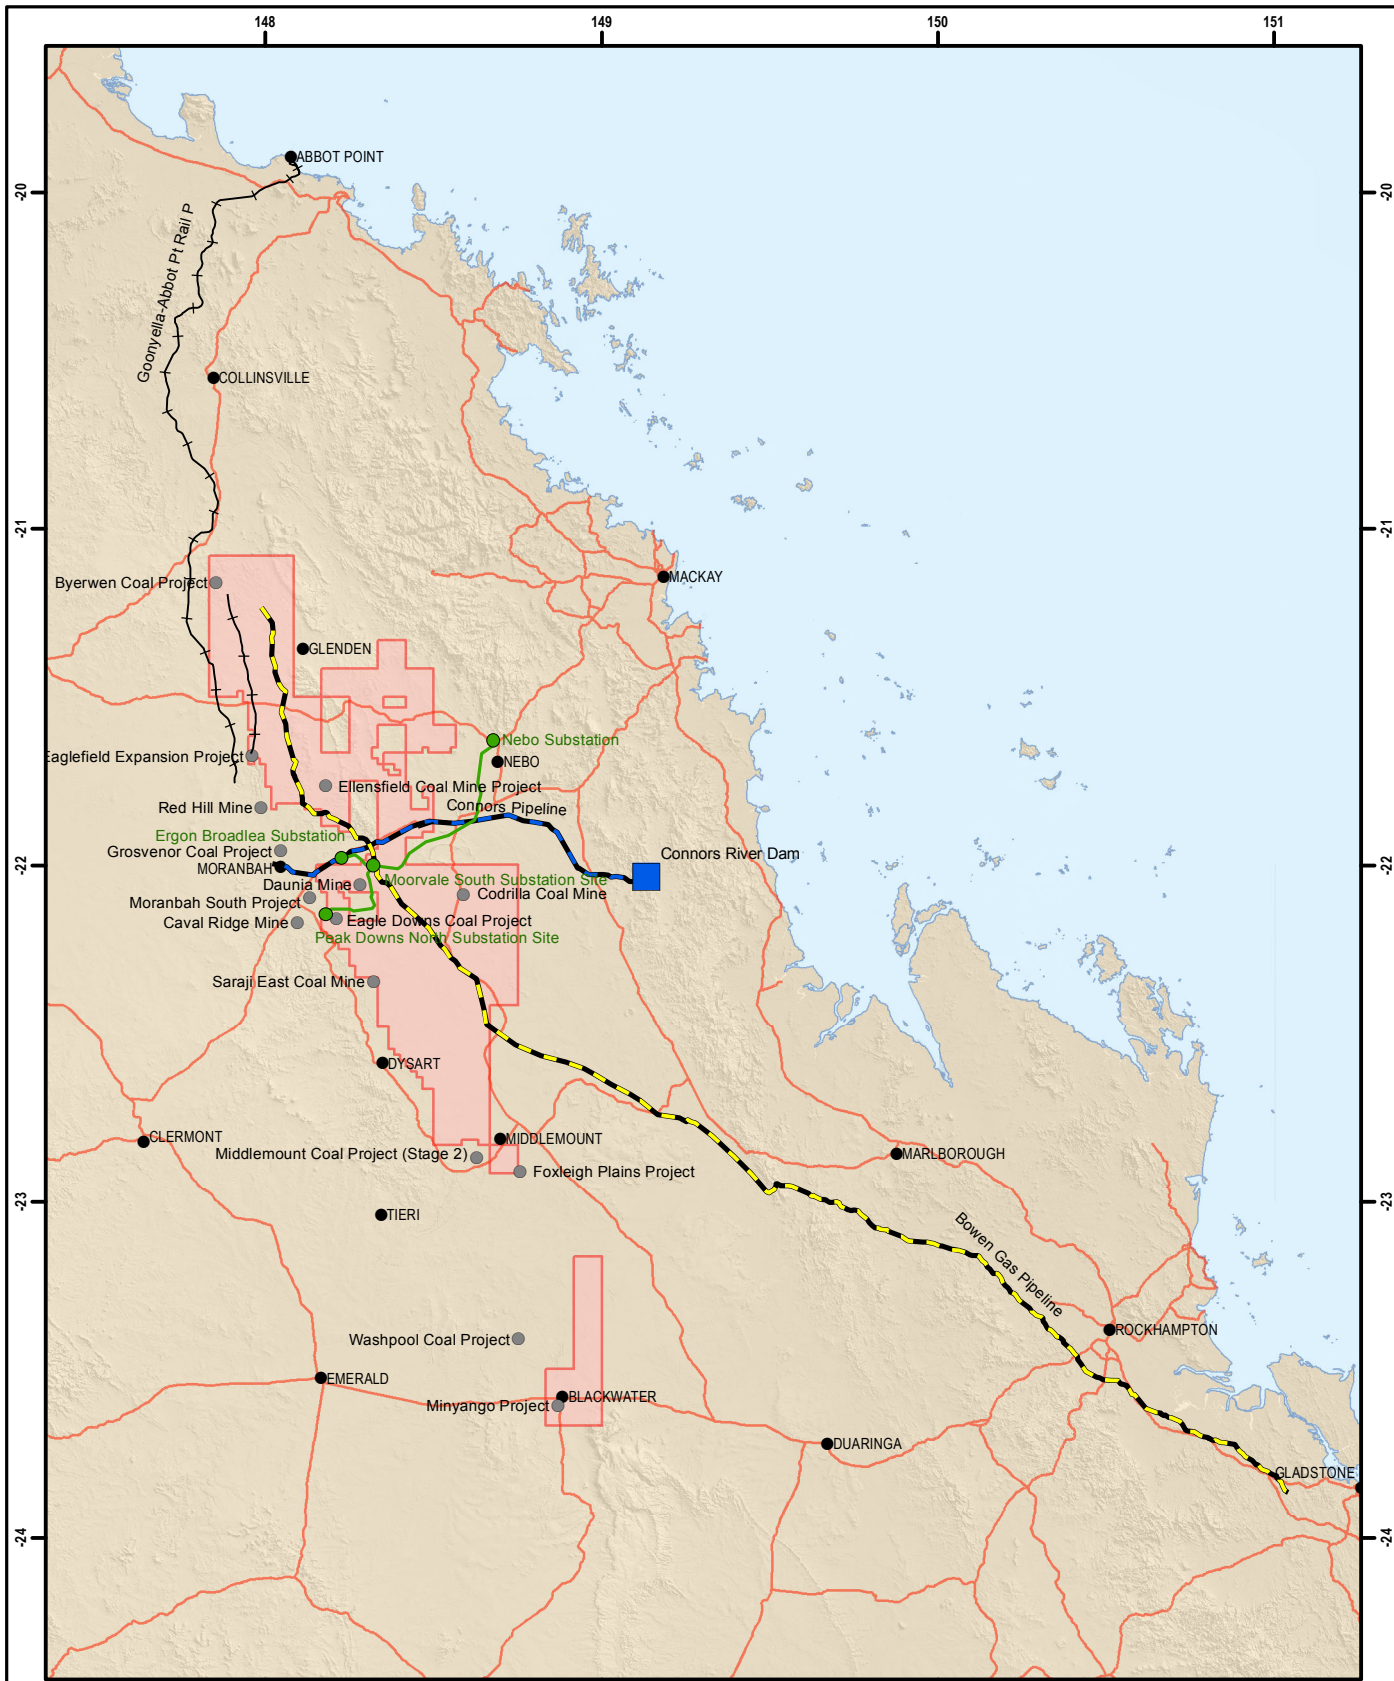 148
149
150
151
ABBOT POINT
-20
-20
Goonyella-Abbot Pt Rail P
COLLINSVILLE
-21
-21
MACKAY
Byerwen Coal Project
GLENDEN
Nebo Substation
Eaglefield Expansion Project
NEBO
Ellensfield Coal Mine Project
Red Hill Mine
Connors Pipeline
Ergon Broadlea Substation
Grosvenor Coal Project
Connors River Dam
-22
-22
MORANBAH
Moorvale South Substation Site
Daunia Mine
Codrilla Coal Mine
Moranbah South Project
Eagle Downs Coal Project
Caval Ridge Mine
Peak Downs North Substation Site
Saraji East Coal Mine
DYSART
CLERMONT
MIDDLEMOUNT
Middlemount Coal Project (Stage 2)
MARLBOROUGH
Foxleigh Plains Project
-23
-23
TIERI
Bowen Gas Pipeline
ROCKHAMPTON
Washpool Coal Project
EMERALD
BLACKWATER
Minyango Project
DUARINGA
GLADSTONE
-24
-24